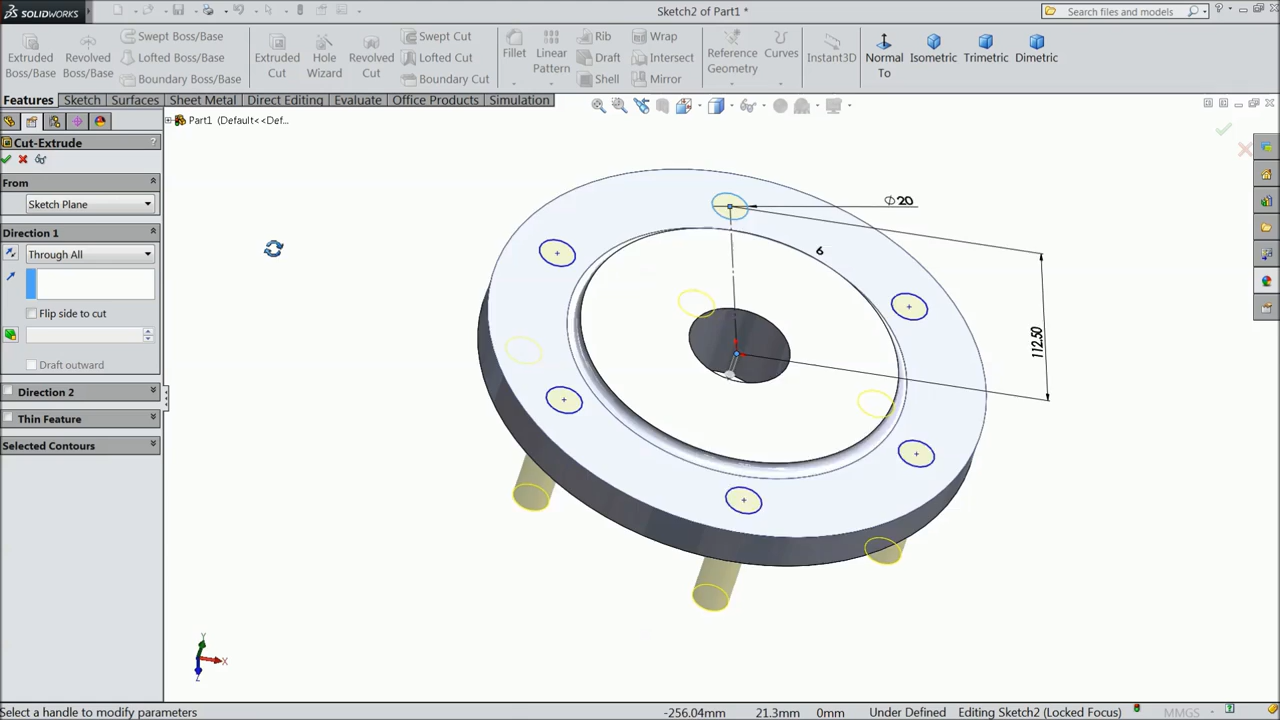 SOLIDWORKS
Sketch2 of Part1 *
Search files and models
Extruded Boss/Base
Revolved Boss/Base
Swept Boss/Base
Lofted Boss/Base
Boundary Boss/Base
Extruded Cut
Hole Wizard
Revolved Cut
Swept Cut
Lofted Cut
Boundary Cut
Fillet
Linear Pattern
Rib
Draft
Shell
Wrap
Intersect
Mirror
Reference Geometry
Curves
Instant3D
Normal To
Isometric
Trimetric
Dimetric
Features
Sketch
Surfaces
Sheet Metal
Direct Editing
Evaluate
Office Products
Simulation
Part1 (Default<<Def...
Cut-Extrude
?
From
Sketch Plane
Direction 1
Through All
Flip side to cut
Draft outward
Direction 2
Thin Feature
Selected Contours
Φ20
6
112.50
Y
X
Z
Select a handle to modify parameters
-256.04mm
21.3mm
0mm
Under Defined
Editing Sketch2 (Locked Focus)
MMGS